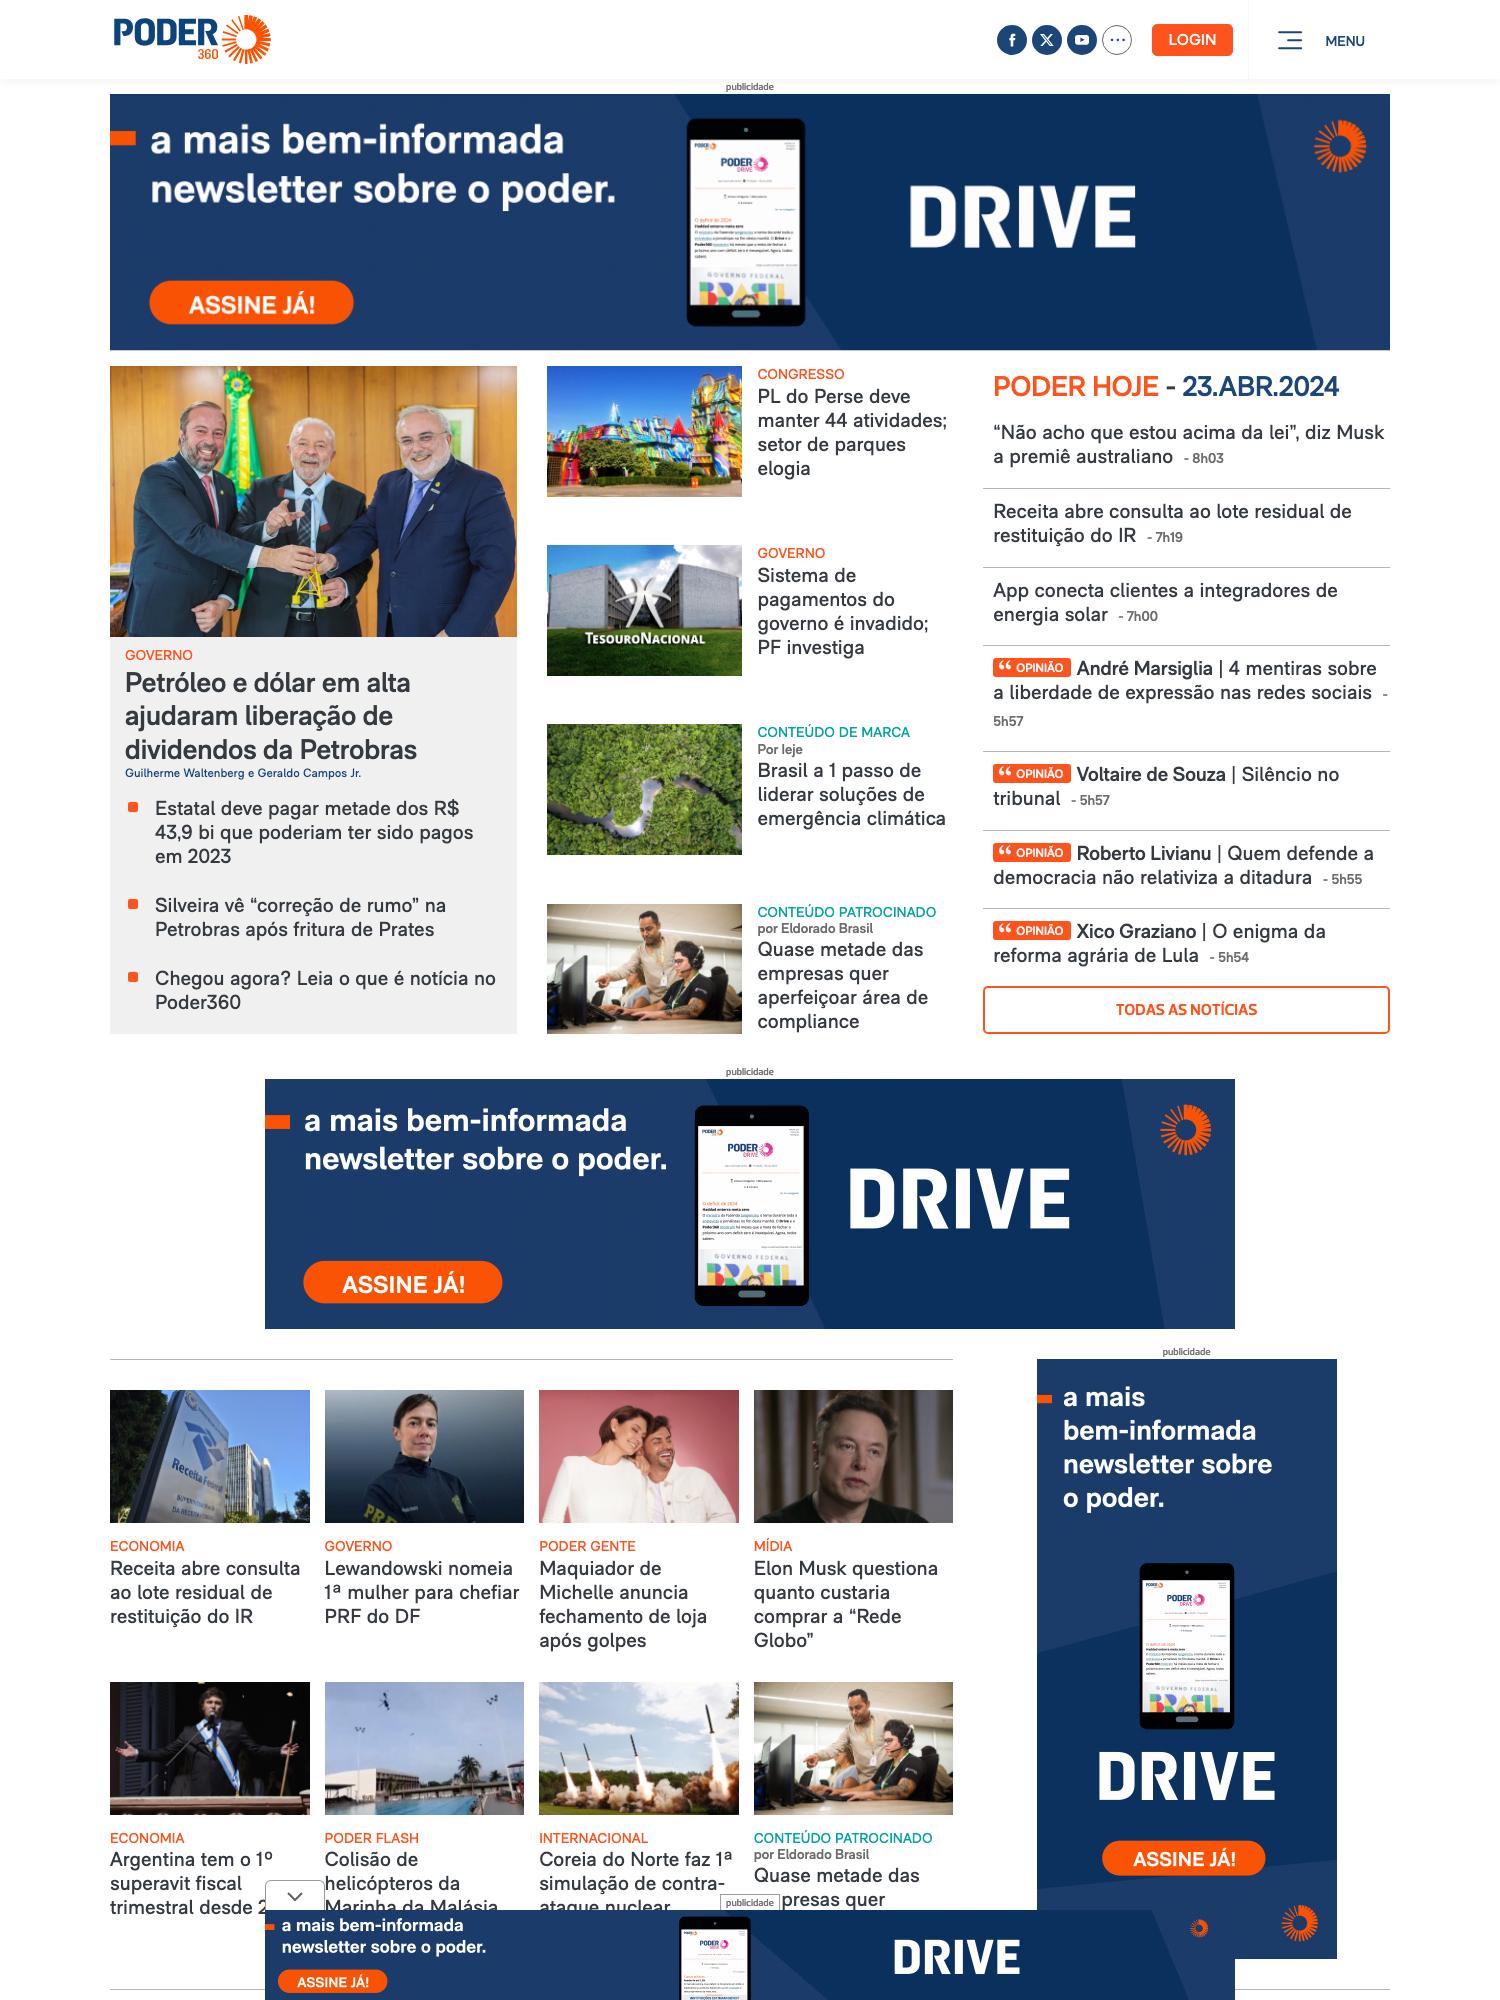 PODER
360
LOGIN
MENU
publicidade
a mais bem-informada
newsletter sobre o poder.
ASSINE JÁ!
DRIVE
TesouroNacional
GOVERNO
Petróleo e dólar em alta
ajudaram liberação de
dividendos da Petrobras
Guilherme Waltenberg e Geraldo Campos Jr.
Estatal deve pagar metade dos R$
43,9 bi que poderiam ter sido pagos
em 2023
Silveira vê “correção de rumo” na
Petrobras após fritura de Prates
Chegou agora? Leia o que é notícia no
Poder360
CONGRESSO
PL do Perse deve
manter 44 atividades;
setor de parques
elogia
GOVERNO
Sistema de
pagamentos do
governo é invadido;
PF investiga
CONTEÚDO DE MARCA
Por Ieje
Brasil a 1 passo de
liderar soluções de
emergência climática
CONTEÚDO PATROCINADO
por Eldorado Brasil
Quase metade das
empresas quer
aperfeiçoar área de
compliance
PODER HOJE - 23.ABR.2024
“Não acho que estou acima da lei”, diz Musk
a premiê australiano - 8h03
Receita abre consulta ao lote residual de
restituição do IR - 7h19
App conecta clientes a integradores de
energia solar - 7h00
“ OPINIÃO André Marsiglia | 4 mentiras sobre
a liberdade de expressão nas redes sociais -
5h57
“ OPINIÃO Voltaire de Souza | Silêncio no
tribunal - 5h57
“ OPINIÃO Roberto Livianu | Quem defende a
democracia não relativiza a ditadura - 5h55
“ OPINIÃO Xico Graziano | O enigma da
reforma agrária de Lula - 5h54
TODAS AS NOTÍCIAS
publicidade
a mais bem-informada
newsletter sobre o poder.
ASSINE JÁ!
DRIVE
publicidade
a mais
bem-informada
newsletter sobre
o poder.
DRIVE
ASSINE JÁ!
Receita Federal
ECONOMIA
Receita abre consulta
ao lote residual de
restituição do IR
GOVERNO
Lewandowski nomeia
1ª mulher para chefiar
PRF do DF
PODER GENTE
Maquiador de
Michelle anuncia
fechamento de loja
após golpes
MÍDIA
Elon Musk questiona
quanto custaria
comprar a “Rede
Globo”
ECONOMIA
Argentina tem o 1º
superavit fiscal
trimestral desde 2
PODER FLASH
Colisão de
helicópteros da
Marinha da Malásia
INTERNACIONAL
Coreia do Norte faz 1ª
simulação de contra-
ataque nuclear
CONTEÚDO PATROCINADO
por Eldorado Brasil
Quase metade das
presas quer
publicidade
a mais bem-informada
newsletter sobre o poder.
ASSINE JÁ!
DRIVE